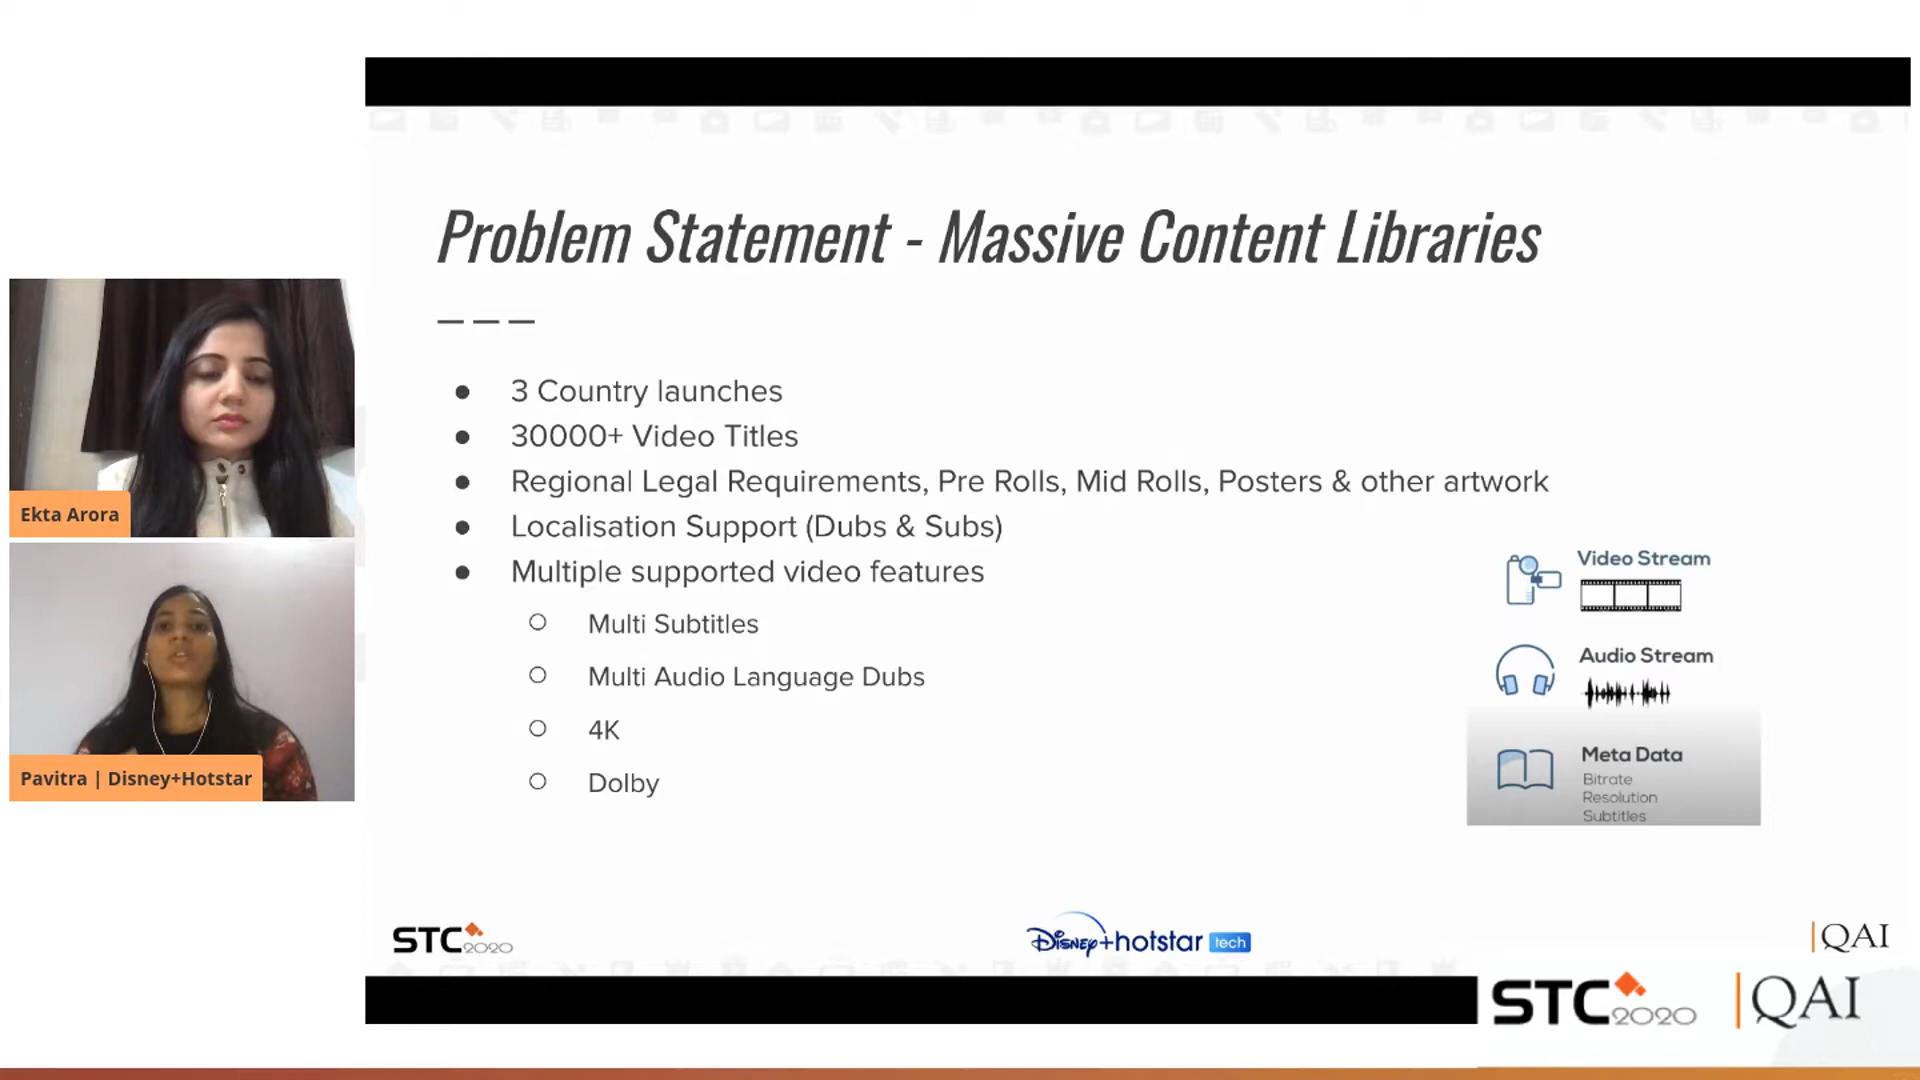 Problem Statement - Massive Content Libraries
● 3 Country launches
● 30000+ Video Titles
● Regional Legal Requirements, Pre Rolls, Mid Rolls, Posters & other artwork
● Localisation Support (Dubs & Subs)
● Multiple supported video features
○ Multi Subtitles
○ Multi Audio Language Dubs
○ 4K
○ Dolby
Video Stream
Audio Stream
Meta Data
Bitrate
Resolution
Subtitles
Ekta Arora
Pavitra | Disney+Hotstar
STC 2020
Disney+hotstar tech
QAI
STC 2020
QAI